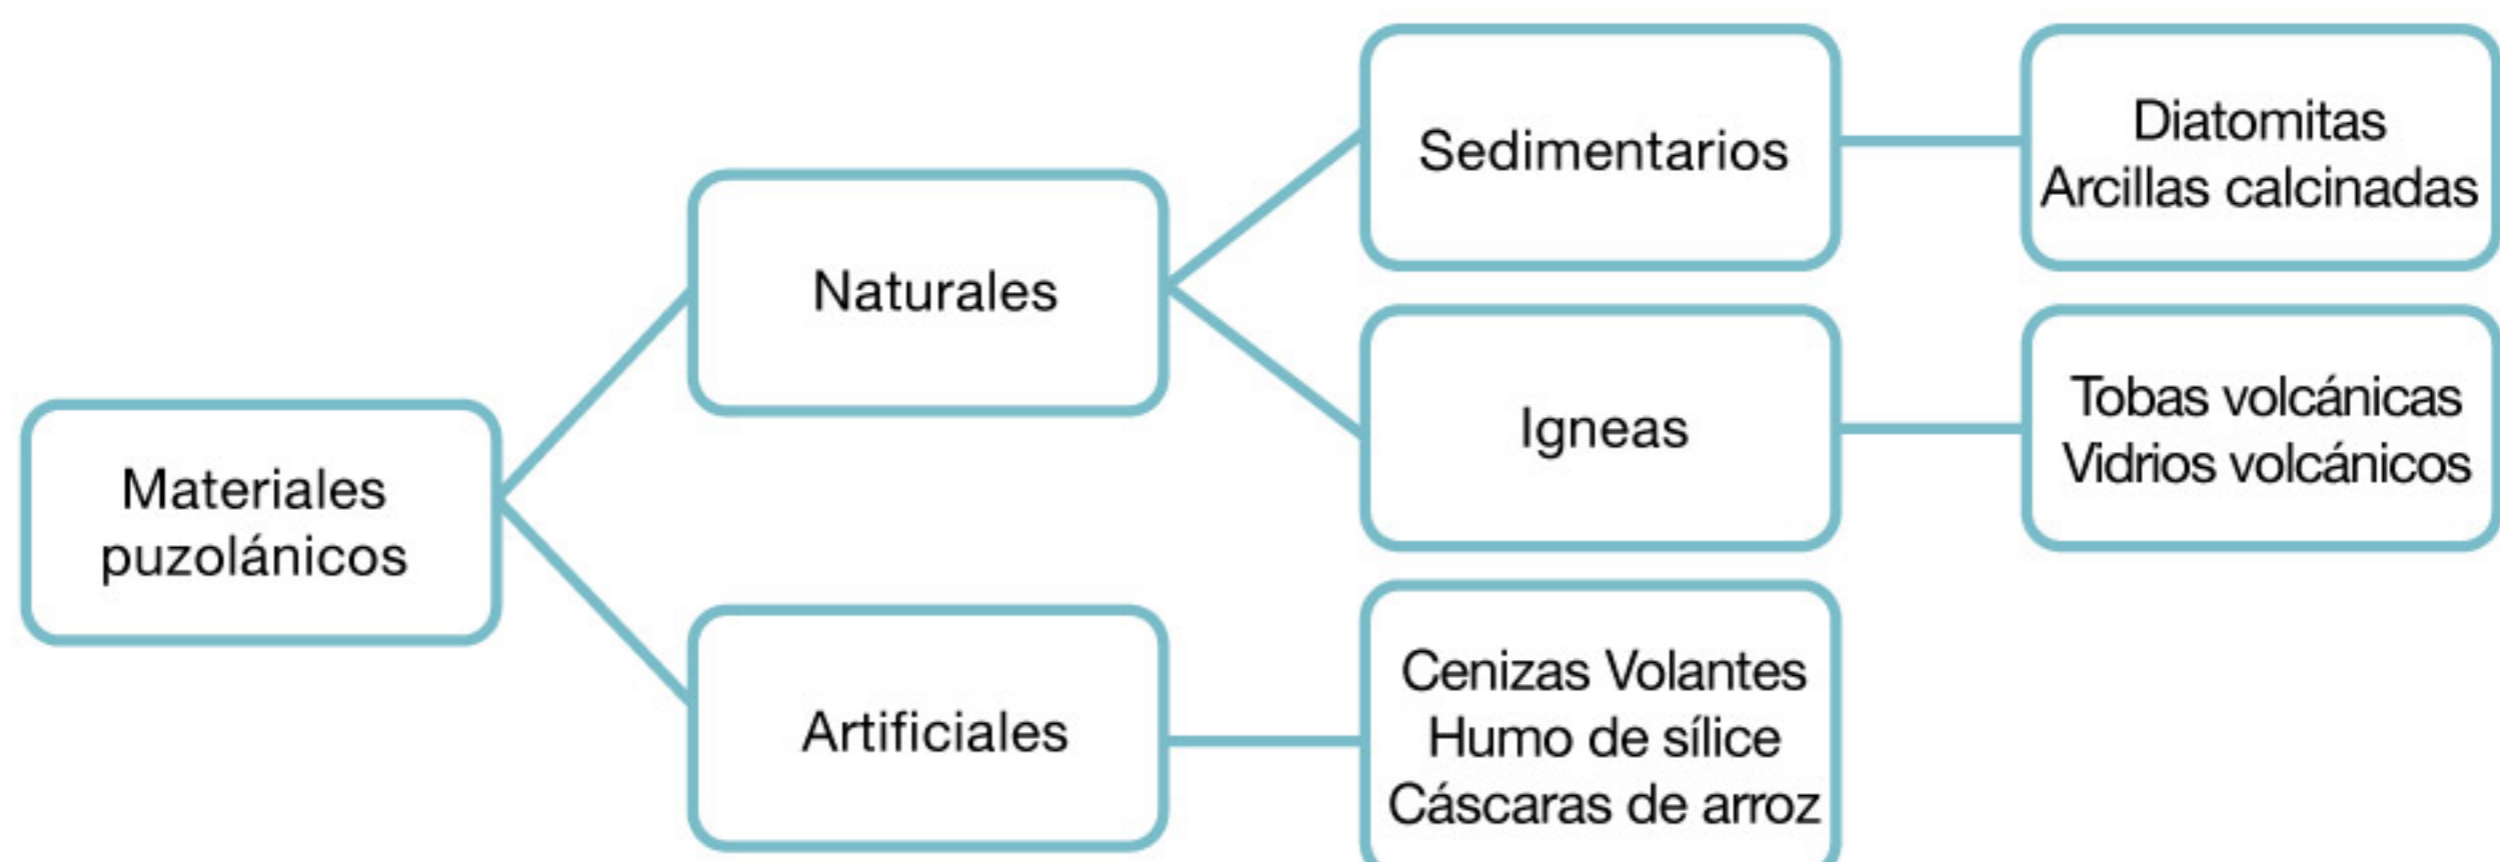 Materiales
puzolánicos
Naturales
Sedimentarios
Diatomitas
Arcillas calcinadas
Igneas
Tobas volcánicas
Vidrios volcánicos
Artificiales
Cenizas Volantes
Humo de sílice
Cáscaras de arroz